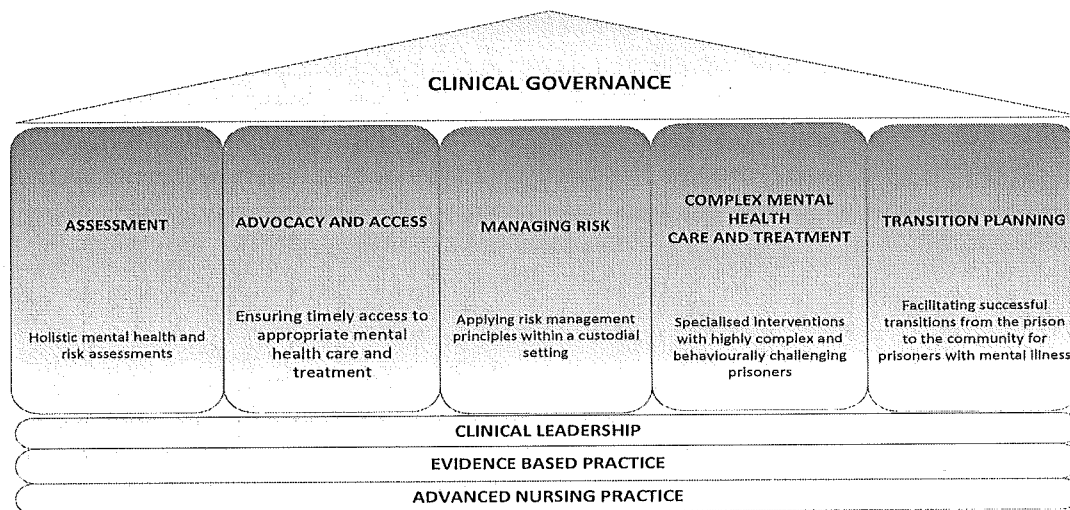 CLINICAL GOVERNANCE
ASSESSMENT
Holistic mental health and
risk assessments
ADVOCACY AND ACCESS
Ensuring timely access to
appropriate mental
health care and
treatment
MANAGING RISK
Applying risk management
principles within a custodial
setting
COMPLEX MENTAL
HEALTH
CARE AND TREATMENT
Specialised interventions
with highly complex and
behaviourally challenging
prisoners
TRANSITION PLANNING
Facilitating successful
transitions from the prison
to the community for
prisoners with mental illness
CLINICAL LEADERSHIP
EVIDENCE BASED PRACTICE
ADVANCED NURSING PRACTICE